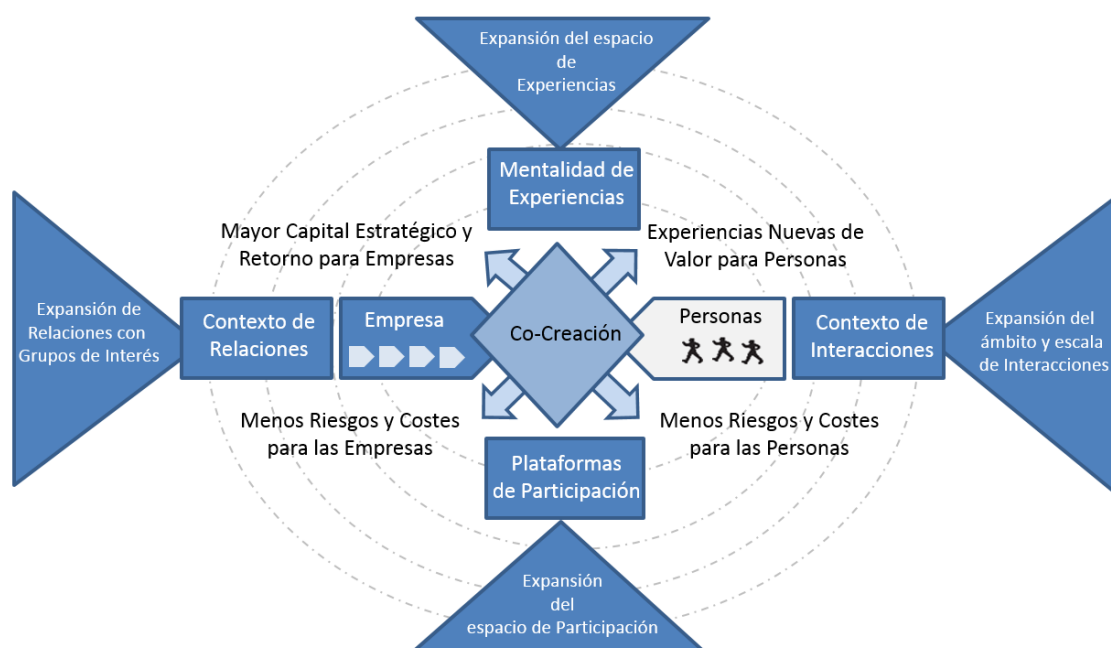 Expansión del espacio
de
Experiencias
Mentalidad de
Experiencias
Mayor Capital Estratégico y
Retorno para Empresas
Experiencias Nuevas de
Valor para Personas
Expansión de
Relaciones con
Grupos de Interés
Contexto de
Relaciones
Empresa
Co-Creación
Personas
Contexto de
Interacciones
Expansión del
ámbito y escala
de Interacciones
Menos Riesgos y Costes
para las Empresas
Menos Riesgos y Costes
para las Personas
Plataformas
de Participación
Expansión
del
espacio de Participación